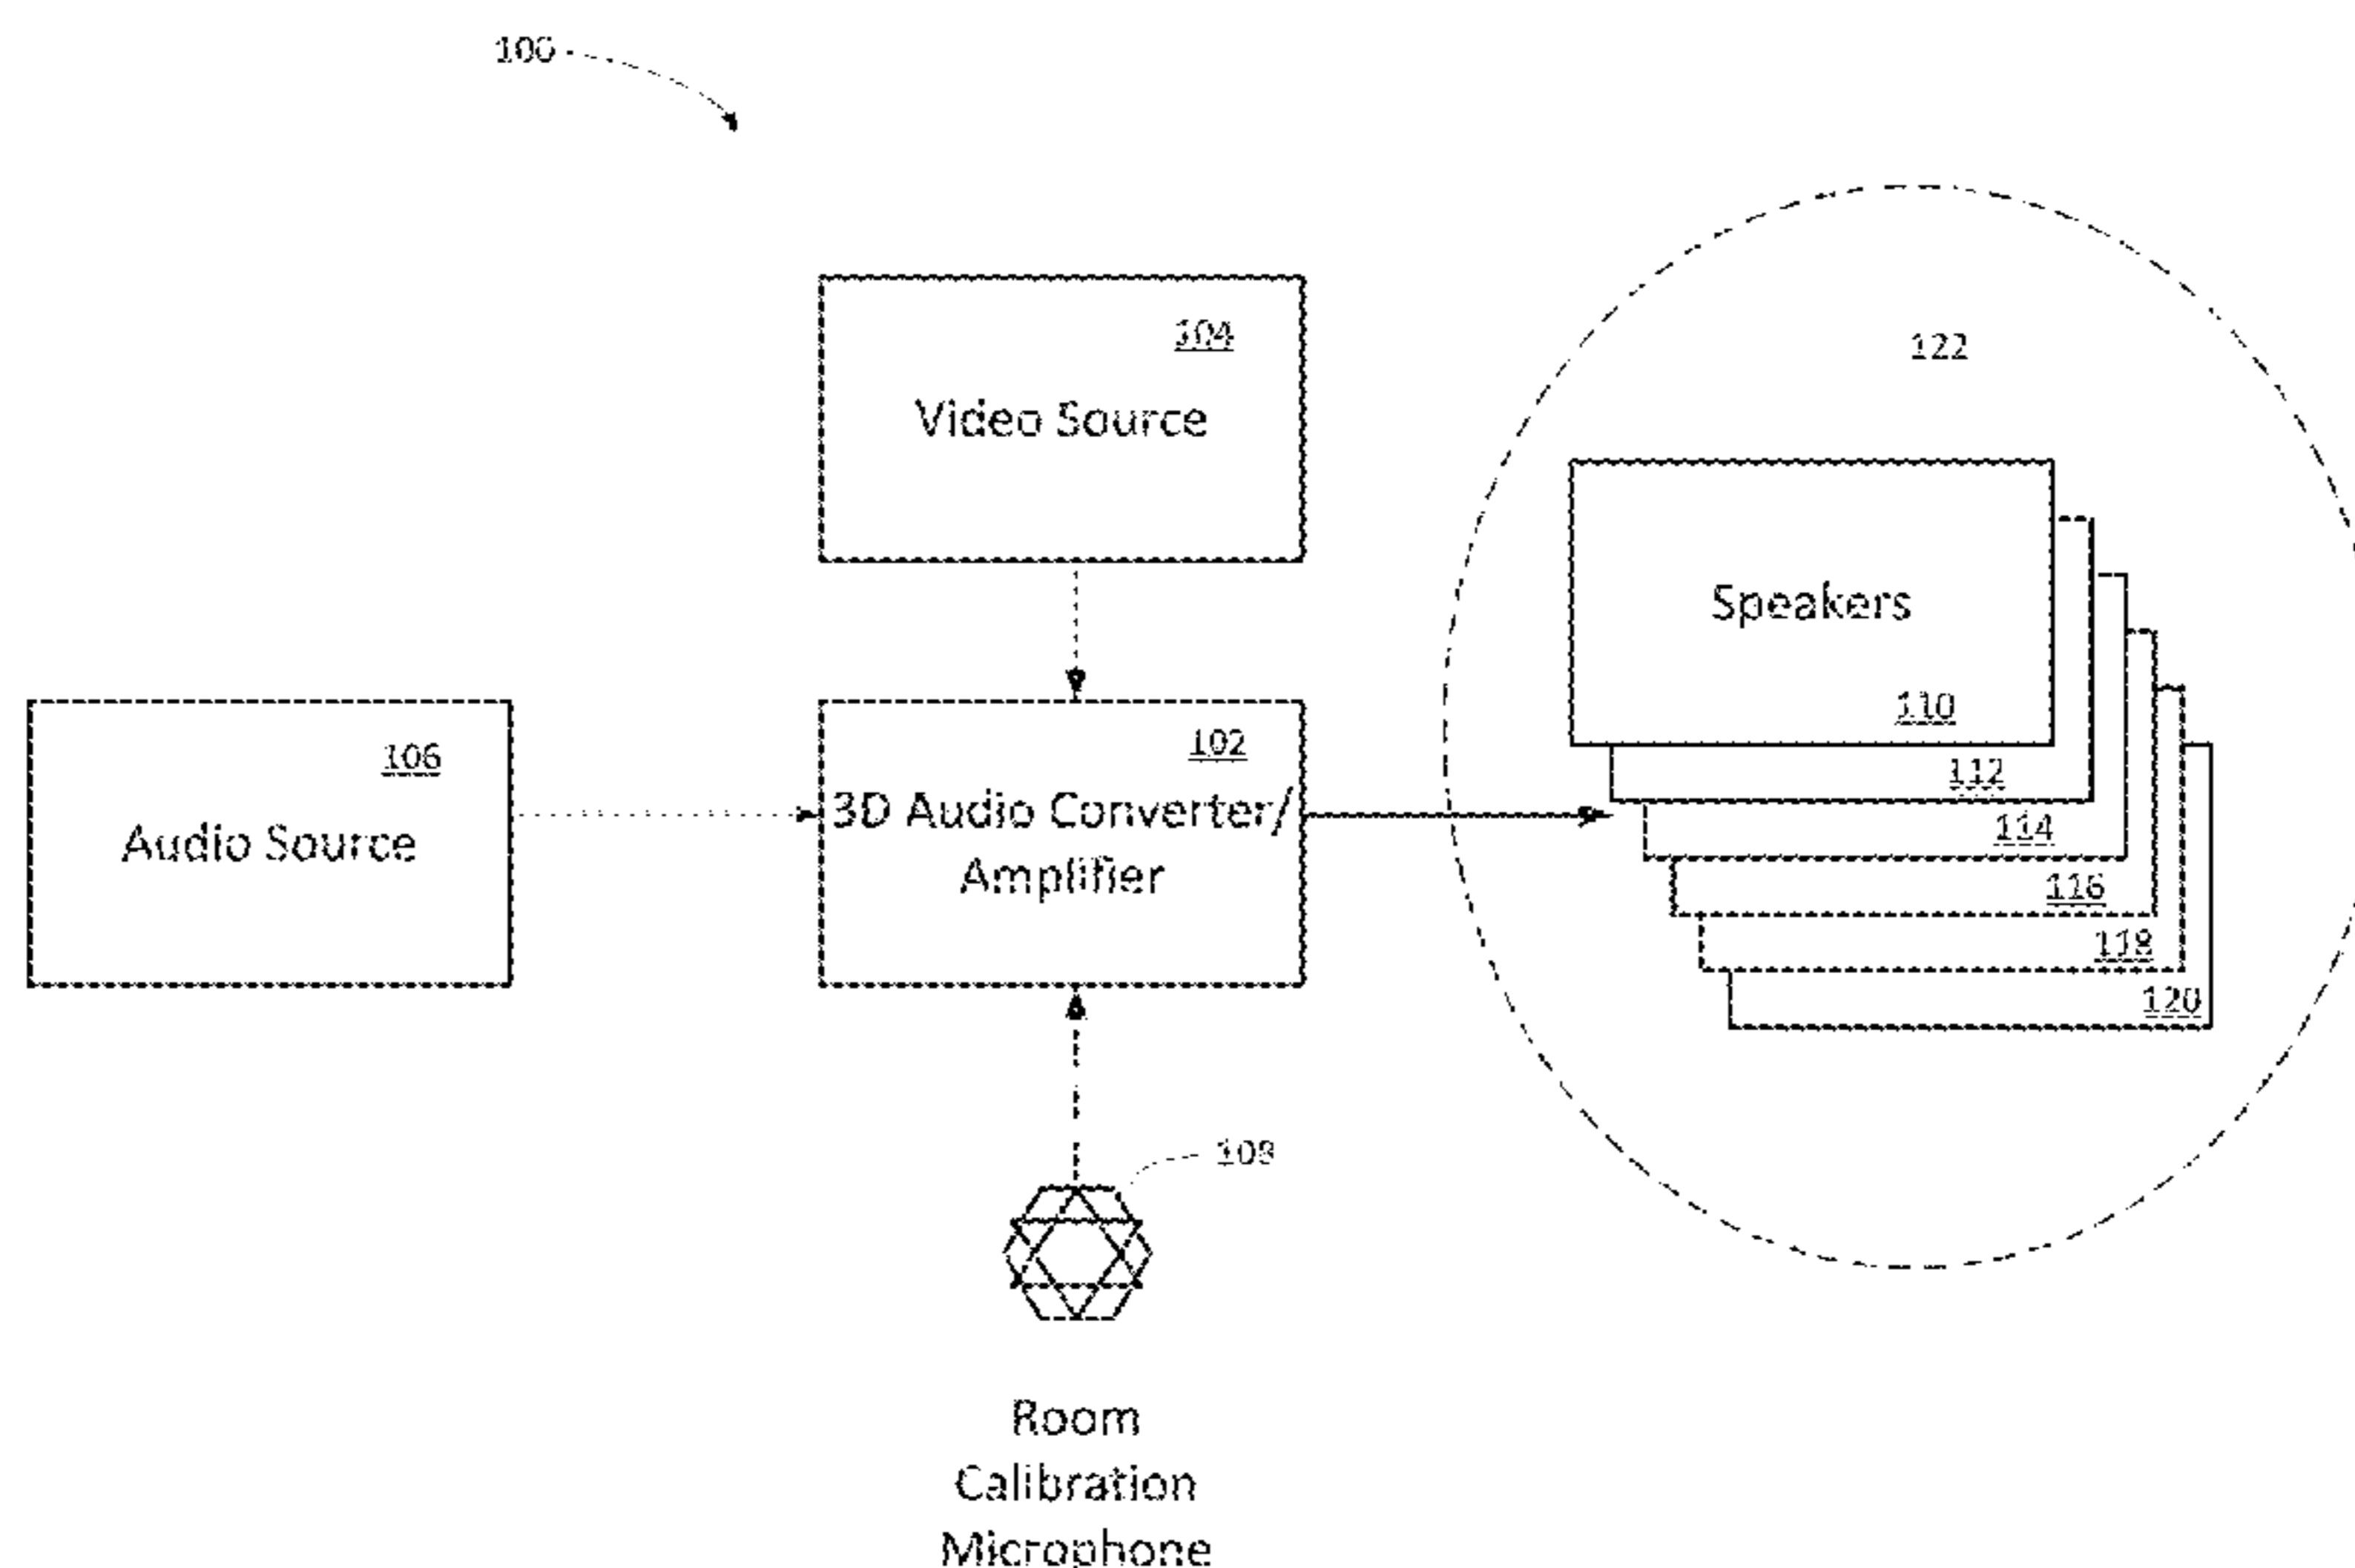 100
104
Video Source
122
Speakers
110
106
Audio Source
102
3D Audio Converter/
Amplifier
112
114
116
118
120
108
Room
Calibration
Microphone